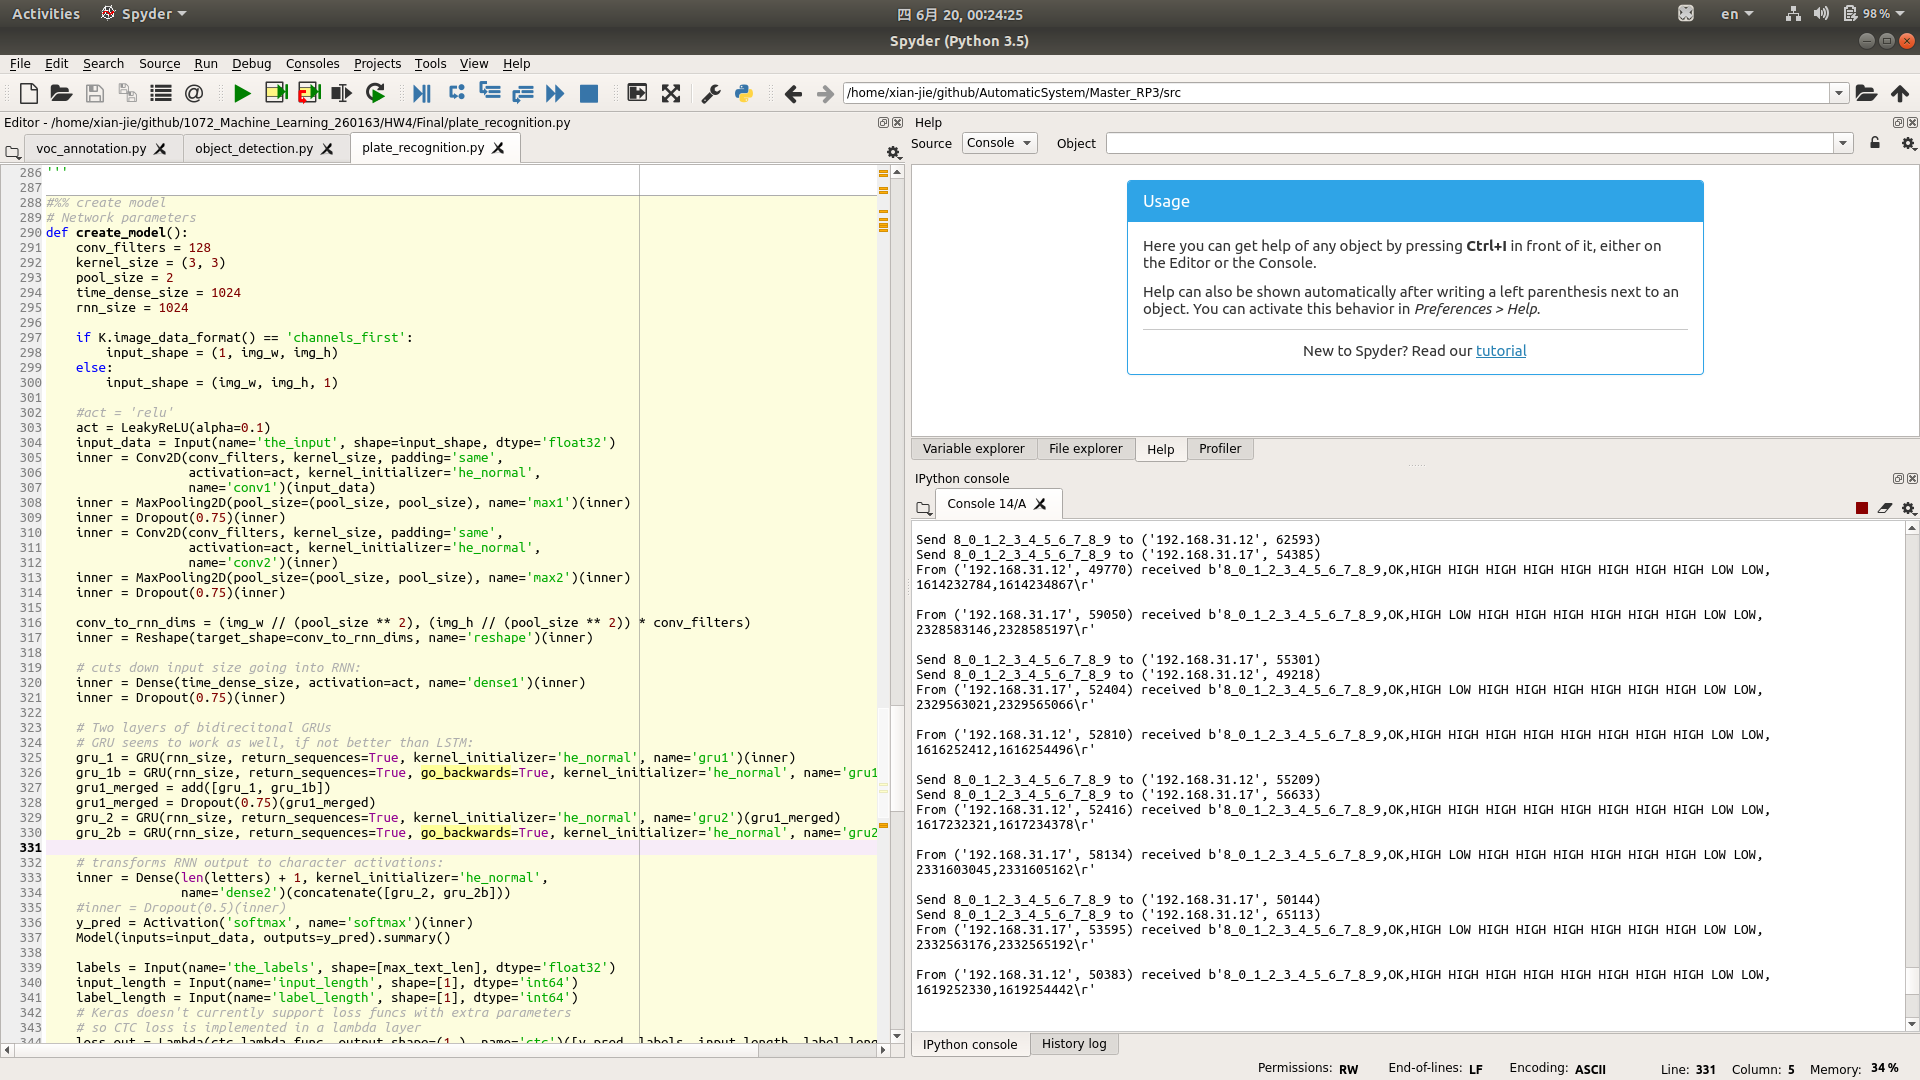 Activities Spyder 四 6月 20, 00:24:25 en 98 %
Spyder (Python 3.5)
File Edit Search Source Run Debug Consoles Projects Tools View Help
/home/xian-jie/github/AutomaticSystem/Master_RP3/src
Editor - /home/xian-jie/github/1072_Machine_Learning_260163/HW4/Final/plate_recognition.py
voc_annotation.py object_detection.py plate_recognition.py
286 '''
287
288 #%% create model
289 # Network parameters
290 def create_model():
291     conv_filters = 128
292     kernel_size = (3, 3)
293     pool_size = 2
294     time_dense_size = 1024
295     rnn_size = 1024
296
297     if K.image_data_format() == 'channels_first':
298         input_shape = (1, img_w, img_h)
299     else:
300         input_shape = (img_w, img_h, 1)
301
302     #act = 'relu'
303     act = LeakyReLU(alpha=0.1)
304     input_data = Input(name='the_input', shape=input_shape, dtype='float32')
305     inner = Conv2D(conv_filters, kernel_size, padding='same',
306                    activation=act, kernel_initializer='he_normal',
307                    name='conv1')(input_data)
308     inner = MaxPooling2D(pool_size=(pool_size, pool_size), name='max1')(inner)
309     inner = Dropout(0.75)(inner)
310     inner = Conv2D(conv_filters, kernel_size, padding='same',
311                    activation=act, kernel_initializer='he_normal',
312                    name='conv2')(inner)
313     inner = MaxPooling2D(pool_size=(pool_size, pool_size), name='max2')(inner)
314     inner = Dropout(0.75)(inner)
315
316     conv_to_rnn_dims = (img_w // (pool_size ** 2), (img_h // (pool_size ** 2)) * conv_filters)
317     inner = Reshape(target_shape=conv_to_rnn_dims, name='reshape')(inner)
318
319     # cuts down input size going into RNN:
320     inner = Dense(time_dense_size, activation=act, name='dense1')(inner)
321     inner = Dropout(0.75)(inner)
322
323     # Two layers of bidirecitonal GRUs
324     # GRU seems to work as well, if not better than LSTM:
325     gru_1 = GRU(rnn_size, return_sequences=True, kernel_initializer='he_normal', name='gru1')(inner)
326     gru_1b = GRU(rnn_size, return_sequences=True, go_backwards=True, kernel_initializer='he_normal', name='gru1
327     gru1_merged = add([gru_1, gru_1b])
328     gru1_merged = Dropout(0.75)(gru1_merged)
329     gru_2 = GRU(rnn_size, return_sequences=True, kernel_initializer='he_normal', name='gru2')(gru1_merged)
330     gru_2b = GRU(rnn_size, return_sequences=True, go_backwards=True, kernel_initializer='he_normal', name='gru2
331
332     # transforms RNN output to character activations:
333     inner = Dense(len(letters) + 1, kernel_initializer='he_normal',
334                   name='dense2')(concatenate([gru_2, gru_2b]))
335     #inner = Dropout(0.5)(inner)
336     y_pred = Activation('softmax', name='softmax')(inner)
337     Model(inputs=input_data, outputs=y_pred).summary()
338
339     labels = Input(name='the_labels', shape=[max_text_len], dtype='float32')
340     input_length = Input(name='input_length', shape=[1], dtype='int64')
341     label_length = Input(name='label_length', shape=[1], dtype='int64')
342     # Keras doesn't currently support loss funcs with extra parameters
343     # so CTC loss is implemented in a lambda layer
344     loss_out = Lambda(ctc_lambda_func, output_shape=(1,), name='ctc')([y_pred, labels, input_length, label_leng
Help
Source Console Object
Usage
Here you can get help of any object by pressing Ctrl+I in front of it, either on
the Editor or the Console.
Help can also be shown automatically after writing a left parenthesis next to an
object. You can activate this behavior in Preferences > Help.
New to Spyder? Read our tutorial
Variable explorer File explorer Help Profiler
IPython console
Console 14/A
Send 8_0_1_2_3_4_5_6_7_8_9 to ('192.168.31.12', 62593)
Send 8_0_1_2_3_4_5_6_7_8_9 to ('192.168.31.17', 54385)
From ('192.168.31.12', 49770) received b'8_0_1_2_3_4_5_6_7_8_9,OK,HIGH HIGH HIGH HIGH HIGH HIGH HIGH HIGH LOW LOW,
1614232784,1614234867\r'
From ('192.168.31.17', 59050) received b'8_0_1_2_3_4_5_6_7_8_9,OK,HIGH LOW HIGH HIGH HIGH HIGH HIGH HIGH LOW LOW,
2328583146,2328585197\r'
Send 8_0_1_2_3_4_5_6_7_8_9 to ('192.168.31.17', 55301)
Send 8_0_1_2_3_4_5_6_7_8_9 to ('192.168.31.12', 49218)
From ('192.168.31.17', 52404) received b'8_0_1_2_3_4_5_6_7_8_9,OK,HIGH LOW HIGH HIGH HIGH HIGH HIGH HIGH LOW LOW,
2329563021,2329565066\r'
From ('192.168.31.12', 52810) received b'8_0_1_2_3_4_5_6_7_8_9,OK,HIGH HIGH HIGH HIGH HIGH HIGH HIGH HIGH LOW LOW,
1616252412,1616254496\r'
Send 8_0_1_2_3_4_5_6_7_8_9 to ('192.168.31.12', 55209)
Send 8_0_1_2_3_4_5_6_7_8_9 to ('192.168.31.17', 56633)
From ('192.168.31.12', 52416) received b'8_0_1_2_3_4_5_6_7_8_9,OK,HIGH HIGH HIGH HIGH HIGH HIGH HIGH HIGH LOW LOW,
1617232321,1617234378\r'
From ('192.168.31.17', 58134) received b'8_0_1_2_3_4_5_6_7_8_9,OK,HIGH LOW HIGH HIGH HIGH HIGH HIGH HIGH LOW LOW,
2331603045,2331605162\r'
Send 8_0_1_2_3_4_5_6_7_8_9 to ('192.168.31.17', 50144)
Send 8_0_1_2_3_4_5_6_7_8_9 to ('192.168.31.12', 65113)
From ('192.168.31.17', 53595) received b'8_0_1_2_3_4_5_6_7_8_9,OK,HIGH LOW HIGH HIGH HIGH HIGH HIGH HIGH LOW LOW,
2332563176,2332565192\r'
From ('192.168.31.12', 50383) received b'8_0_1_2_3_4_5_6_7_8_9,OK,HIGH HIGH HIGH HIGH HIGH HIGH HIGH HIGH LOW LOW,
1619252330,1619254442\r'
IPython console History log
Permissions: RW End-of-lines: LF Encoding: ASCII Line: 331 Column: 5 Memory: 34 %